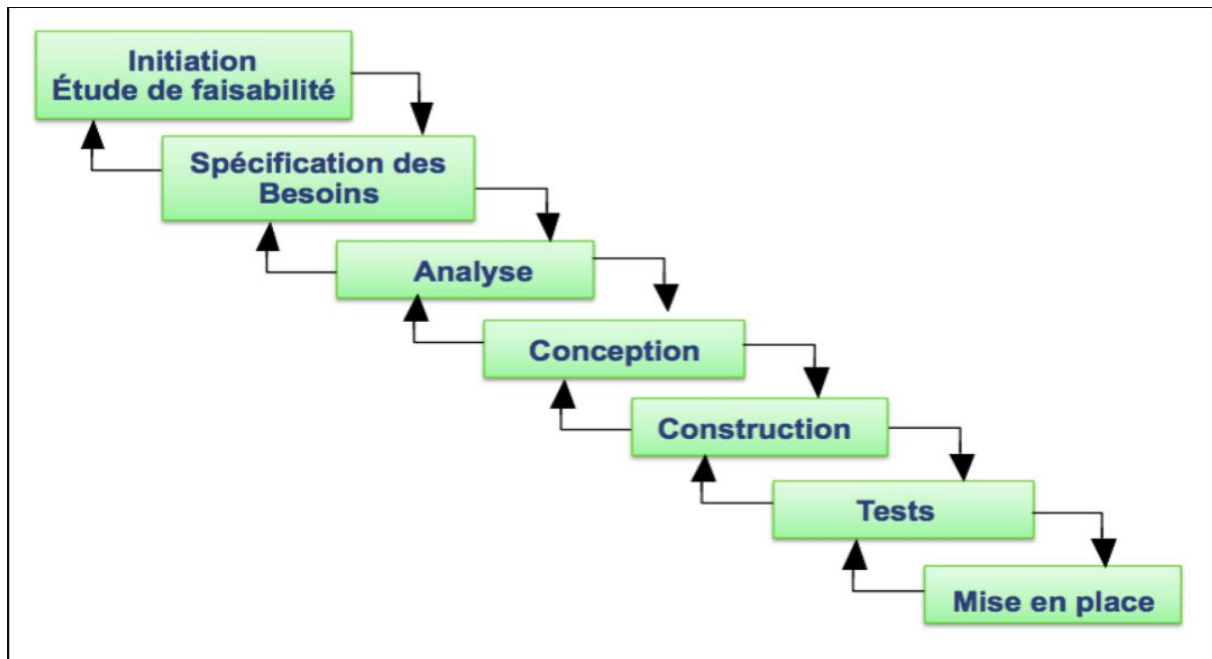 Initiation
Étude de faisabilité
Spécification des
Besoins
Analyse
Conception
Construction
Tests
Mise en place